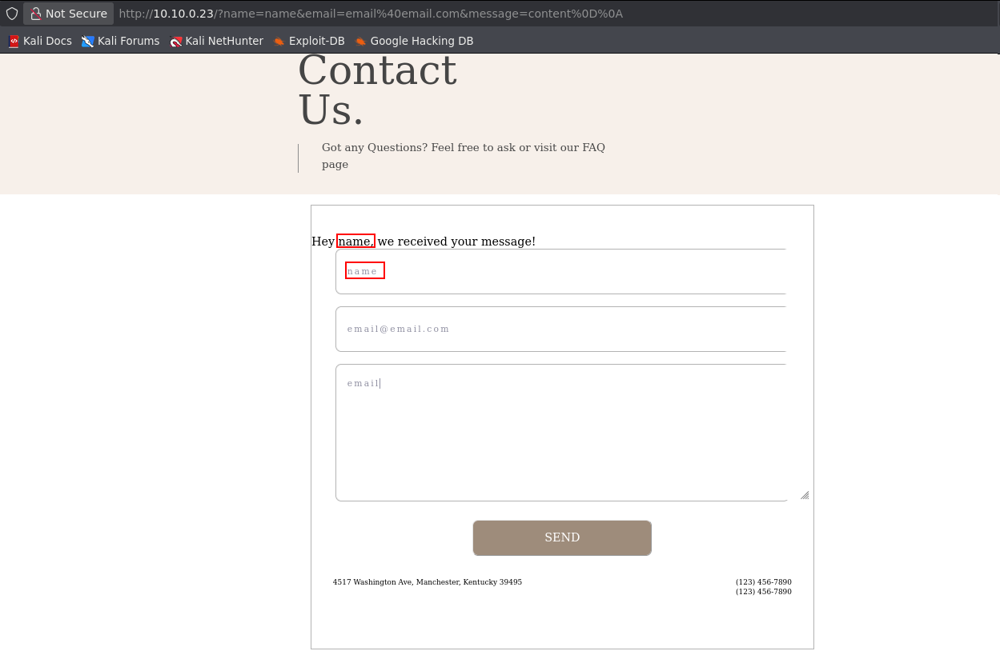 Not Secure http://10.10.0.23/?name=name&email=email%40email.com&message=content%0D%0A
Kali Docs Kali Forums Kali NetHunter Exploit-DB Google Hacking DB
Contact
Us.
Got any Questions? Feel free to ask or visit our FAQ
page
Hey name, we received your message!
name
email@email.com
email
SEND
4517 Washington Ave, Manchester, Kentucky 39495
(123) 456-7890
(123) 456-7890